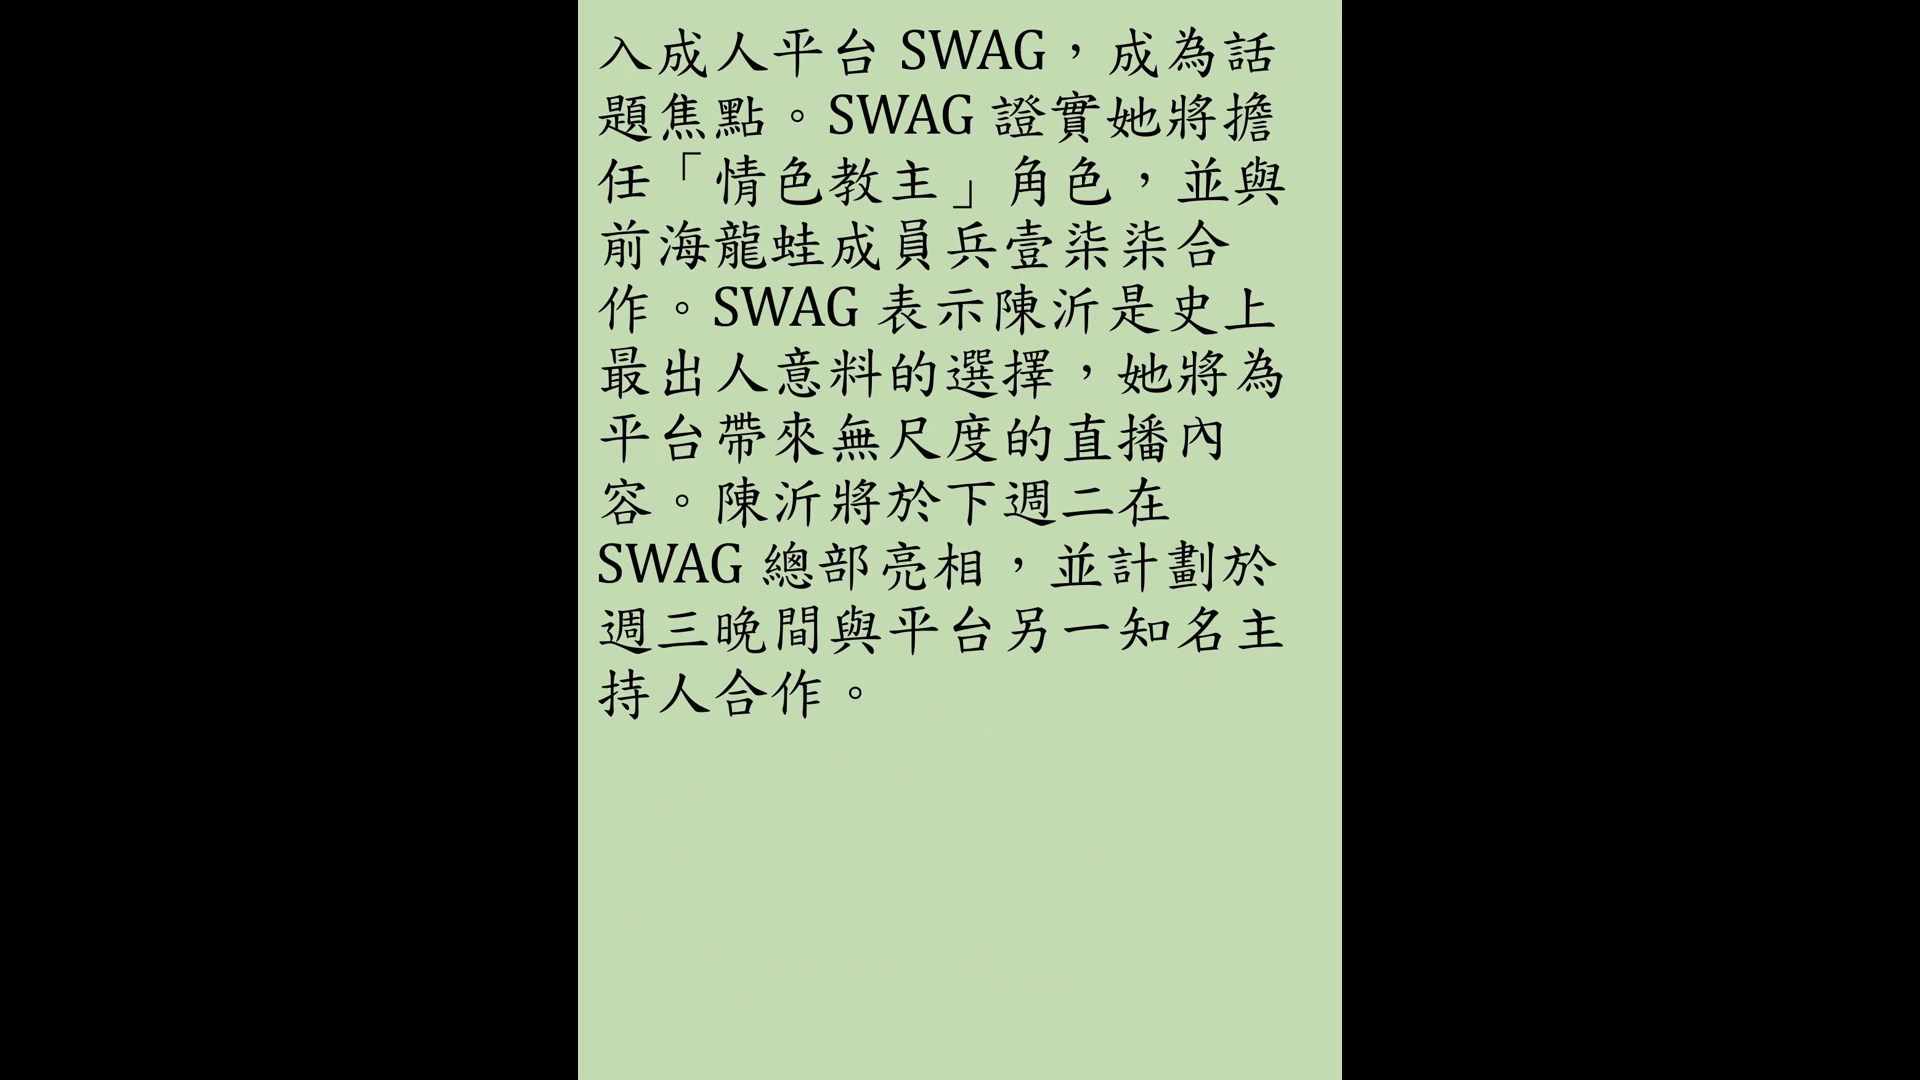 入成人平台 SWAG，成為話
題焦點。SWAG 證實她將擔
任「情色教主」角色，並與
前海龍蛙成員兵壹柒柒合
作。SWAG 表示陳沂是史上
最出人意料的選擇，她將為
平台帶來無尺度的直播內
容。陳沂將於下週二在
SWAG 總部亮相，並計劃於
週三晚間與平台另一知名主
持人合作。